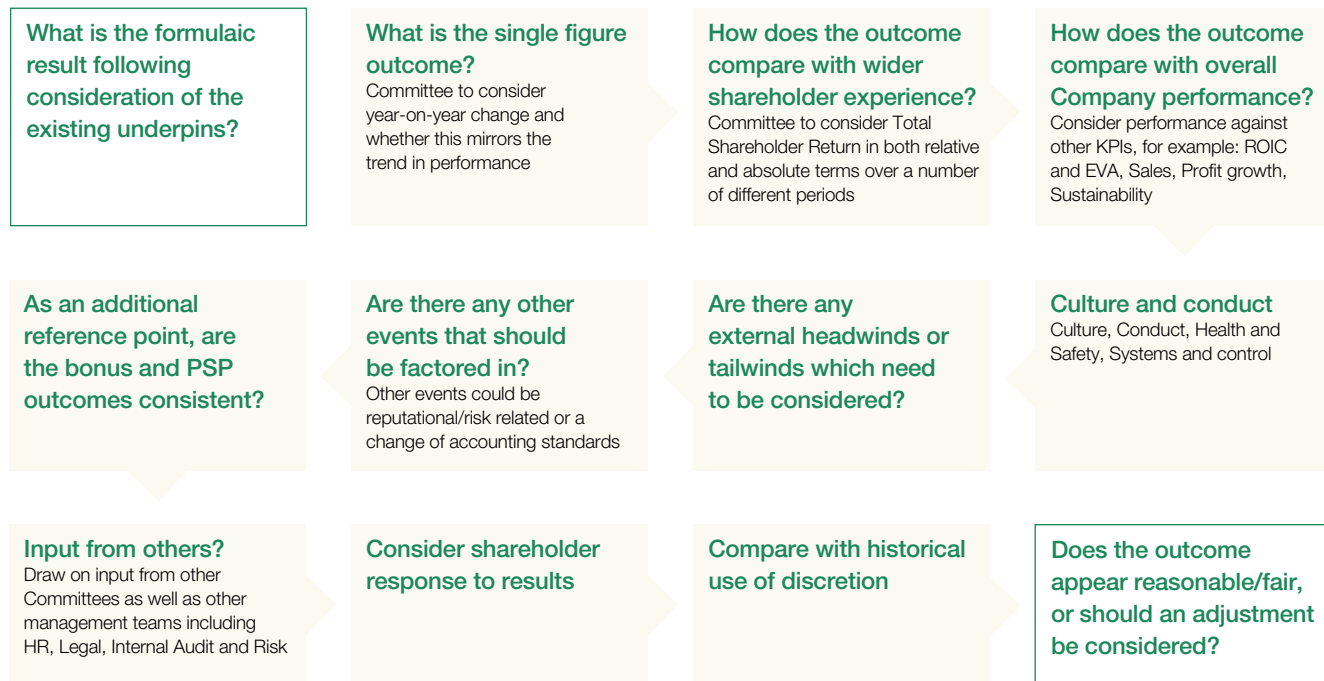 What is the formulaic
result following
consideration of the
existing underpins?
What is the single figure
outcome?
Committee to consider
year-on-year change and
whether this mirrors the
trend in performance
How does the outcome
compare with wider
shareholder experience?
Committee to consider Total
Shareholder Return in both relative
and absolute terms over a number
of different periods
How does the outcome
compare with overall
Company performance?
Consider performance against
other KPIs, for example: ROIC
and EVA, Sales, Profit growth,
Sustainability
Culture and conduct
Culture, Conduct, Health and
Safety, Systems and control
Are there any
external headwinds or
tailwinds which need
to be considered?
Are there any other
events that should
be factored in?
Other events could be
reputational/risk related or a
change of accounting standards
As an additional
reference point, are
the bonus and PSP
outcomes consistent?
Input from others?
Draw on input from other
Committees as well as other
management teams including
HR, Legal, Internal Audit and Risk
Consider shareholder
response to results
Compare with historical
use of discretion
Does the outcome
appear reasonable/fair,
or should an adjustment
be considered?